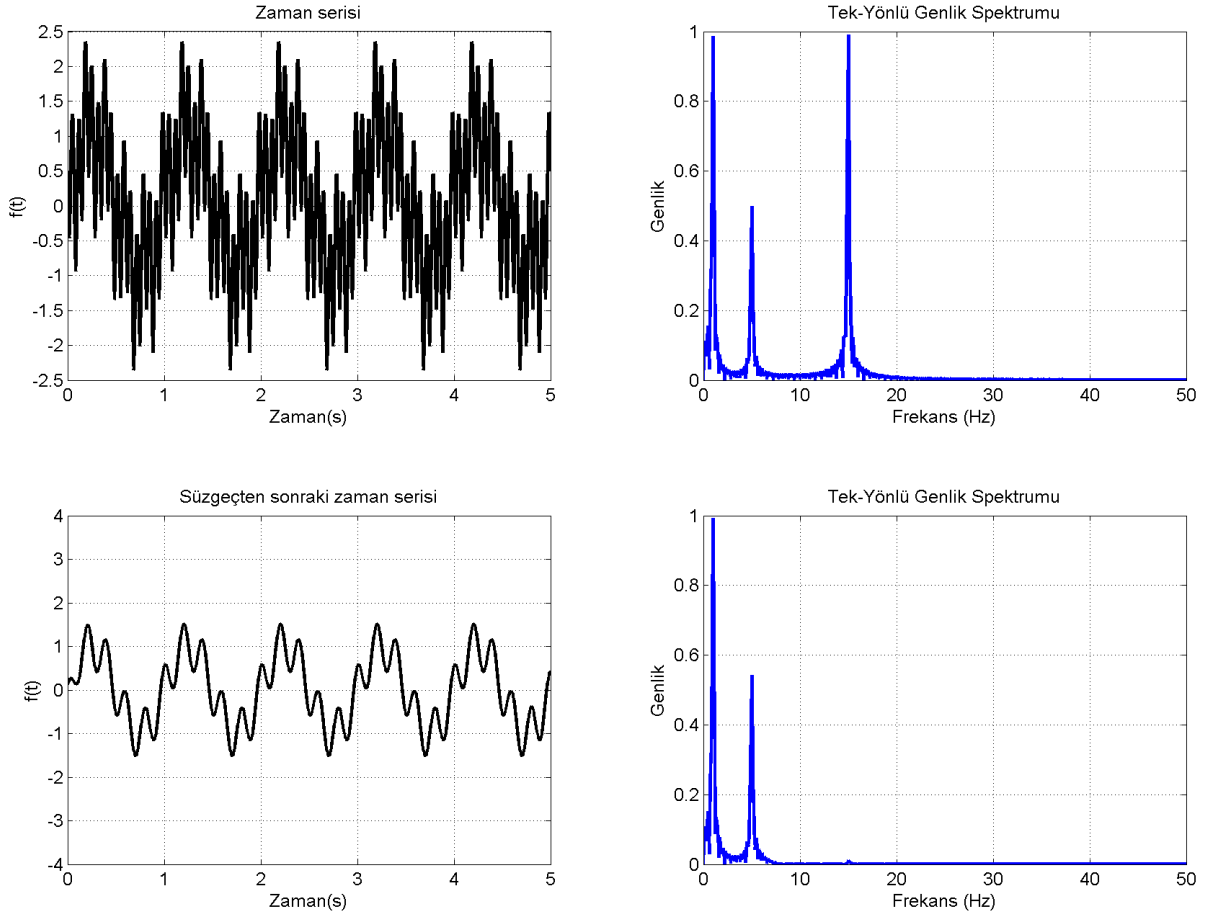 Zaman serisi
2.5
2
1.5
1
0.5
0
-0.5
-1
-1.5
-2
-2.5
f(t)
0 1 2 3 4 5
Zaman(s)
Tek-Yönlü Genlik Spektrumu
1
0.8
0.6
0.4
0.2
0
Genlik
0 10 20 30 40 50
Frekans (Hz)
Süzgeçten sonraki zaman serisi
4
3
2
1
0
-1
-2
-3
-4
f(t)
0 1 2 3 4 5
Zaman(s)
Tek-Yönlü Genlik Spektrumu
1
0.8
0.6
0.4
0.2
0
Genlik
0 10 20 30 40 50
Frekans (Hz)